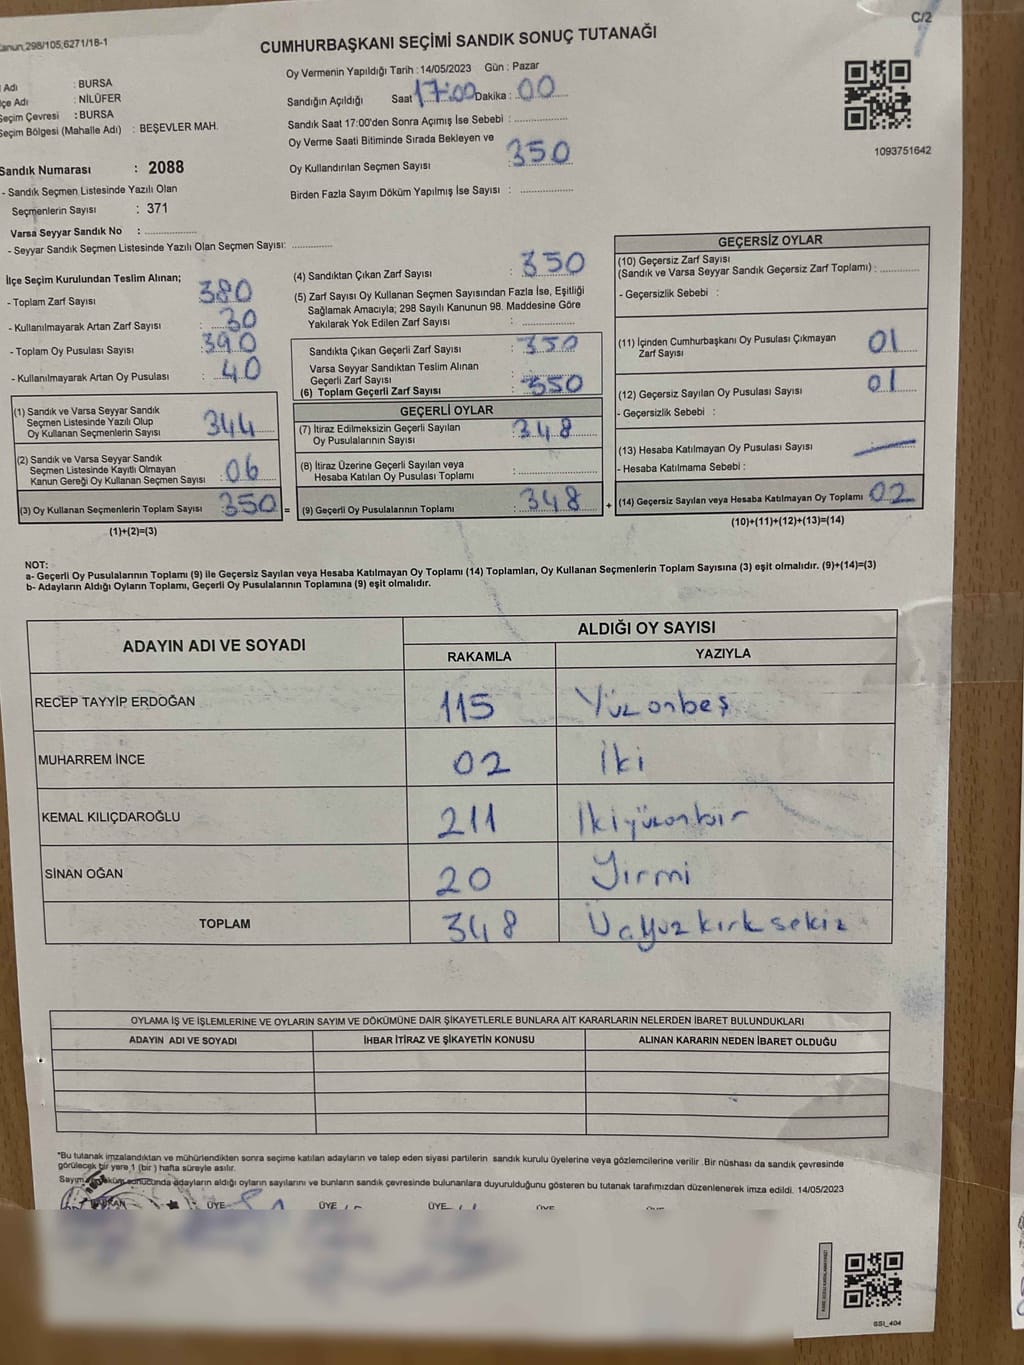 Kanun,298/105,6271/18-1
C/2
CUMHURBAŞKANI SEÇİMİ SANDIK SONUÇ TUTANAĞI
Adı : BURSA
İlçe Adı : NİLÜFER
Seçim Çevresi : BURSA
Seçim Bölgesi (Mahalle Adı) : BEŞEVLER MAH.
Oy Vermenin Yapıldığı Tarih : 14/05/2023 Gün : Pazar
Sandığın Açıldığı Saat 17:00 Dakika : 00
Sandık Saat 17:00'den Sonra Açımış İse Sebebi :
Oy Verme Saati Bitiminde Sırada Bekleyen ve
Oy Kullandırılan Seçmen Sayısı 350
Birden Fazla Sayım Döküm Yapılmış İse Sayısı :
1093751642
Sandık Numarası : 2088
- Sandık Seçmen Listesinde Yazılı Olan
Seçmenlerin Sayısı : 371
Varsa Seyyar Sandık No :
- Seyyar Sandık Seçmen Listesinde Yazılı Olan Seçmen Sayısı:
İlçe Seçim Kurulundan Teslim Alınan;
- Toplam Zarf Sayısı 380
- Kullanılmayarak Artan Zarf Sayısı : 30
- Toplam Oy Pusulası Sayısı : 390
- Kullanılmayarak Artan Oy Pusulası : 40
(1) Sandık ve Varsa Seyyar Sandık
Seçmen Listesinde Yazılı Olup
Oy Kullanan Seçmenlerin Sayısı 344
(2) Sandık ve Varsa Seyyar Sandık
Seçmen Listesinde Kayıtlı Olmayan
Kanun Gereği Oy Kullanan Seçmen Sayısı : 06
(3) Oy Kullanan Seçmenlerin Toplam Sayısı : 350 =
(1)+(2)=(3)
(4) Sandıktan Çıkan Zarf Sayısı : 350
(5) Zarf Sayısı Oy Kullanan Seçmen Sayısından Fazla İse, Eşitliği
Sağlamak Amacıyla; 298 Sayılı Kanunun 98. Maddesine Göre
Yakılarak Yok Edilen Zarf Sayısı :
Sandıkta Çıkan Geçerli Zarf Sayısı : 350
Varsa Seyyar Sandıktan Teslim Alınan
Geçerli Zarf Sayısı :
(6) Toplam Geçerli Zarf Sayısı : 350
GEÇERLİ OYLAR
(7) İtiraz Edilmeksizin Geçerli Sayılan
Oy Pusulalarının Sayısı : 348
(8) İtiraz Üzerine Geçerli Sayılan veya
Hesaba Katılan Oy Pusulası Toplamı :
(9) Geçerli Oy Pusulalarının Toplamı : 348 +
GEÇERSİZ OYLAR
(10) Geçersiz Zarf Sayısı
(Sandık ve Varsa Seyyar Sandık Geçersiz Zarf Toplamı) :
- Geçersizlik Sebebi :
(11) İçinden Cumhurbaşkanı Oy Pusulası Çıkmayan
Zarf Sayısı 01
(12) Geçersiz Sayılan Oy Pusulası Sayısı 01
- Geçersizlik Sebebi :
(13) Hesaba Katılmayan Oy Pusulası Sayısı —
- Hesaba Katılmama Sebebi :
(14) Geçersiz Sayılan veya Hesaba Katılmayan Oy Toplamı 02
(10)+(11)+(12)+(13)=(14)
NOT:
a- Geçerli Oy Pusulalarının Toplamı (9) ile Geçersiz Sayılan veya Hesaba Katılmayan Oy Toplamı (14) Toplamları, Oy Kullanan Seçmenlerin Toplam Sayısına (3) eşit olmalıdır. (9)+(14)=(3)
b- Adayların Aldığı Oyların Toplamı, Geçerli Oy Pusulalarının Toplamına (9) eşit olmalıdır.
ADAYIN ADI VE SOYADI
ALDIĞI OY SAYISI
RAKAMLA YAZIYLA
RECEP TAYYİP ERDOĞAN 115 Yüz onbeş
MUHARREM İNCE 02 İki
KEMAL KILIÇDAROĞLU 211 İkiyüzonbir
SİNAN OĞAN 20 Yirmi
TOPLAM 348 Üçyüz kırk sekiz
OYLAMA İŞ VE İŞLEMLERİNE VE OYLARIN SAYIM VE DÖKÜMÜNE DAİR ŞİKAYETLERLE BUNLARA AİT KARARLARIN NELERDEN İBARET BULUNDUKLARI
ADAYIN ADI VE SOYADI İHBAR İTİRAZ VE ŞİKAYETİN KONUSU ALINAN KARARIN NEDEN İBARET OLDUĞU
*Bu tutanak imzalandıktan ve mühürlendikten sonra seçime katılan adayların ve talep eden siyasi partilerin sandık kurulu üyelerine veya gözlemcilerine verilir .Bir nüshası da sandık çevresinde
görülecek bir yere 1 (bir ) hafta süreyle asılır.
Sayım döküm sonucunda adayların aldığı oyların sayılarını ve bunların sandık çevresinde bulunanlara duyurulduğunu gösteren bu tutanak tarafımızdan düzenlenerek imza edildi. 14/05/2023
BAŞKAN ÜYE ÜYE ÜYE ÜYE
SSI_404